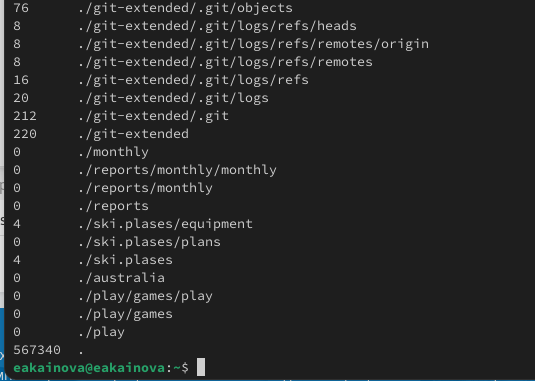 76      ./git-extended/.git/objects
8       ./git-extended/.git/logs/refs/heads
8       ./git-extended/.git/logs/refs/remotes/origin
8       ./git-extended/.git/logs/refs/remotes
16      ./git-extended/.git/logs/refs
20      ./git-extended/.git/logs
212     ./git-extended/.git
220     ./git-extended
0       ./monthly
0       ./reports/monthly/monthly
0       ./reports/monthly
0       ./reports
4       ./ski.plases/equipment
0       ./ski.plases/plans
4       ./ski.plases
0       ./australia
0       ./play/games/play
0       ./play/games
0       ./play
567340  .
eakainova@eakainova:~$